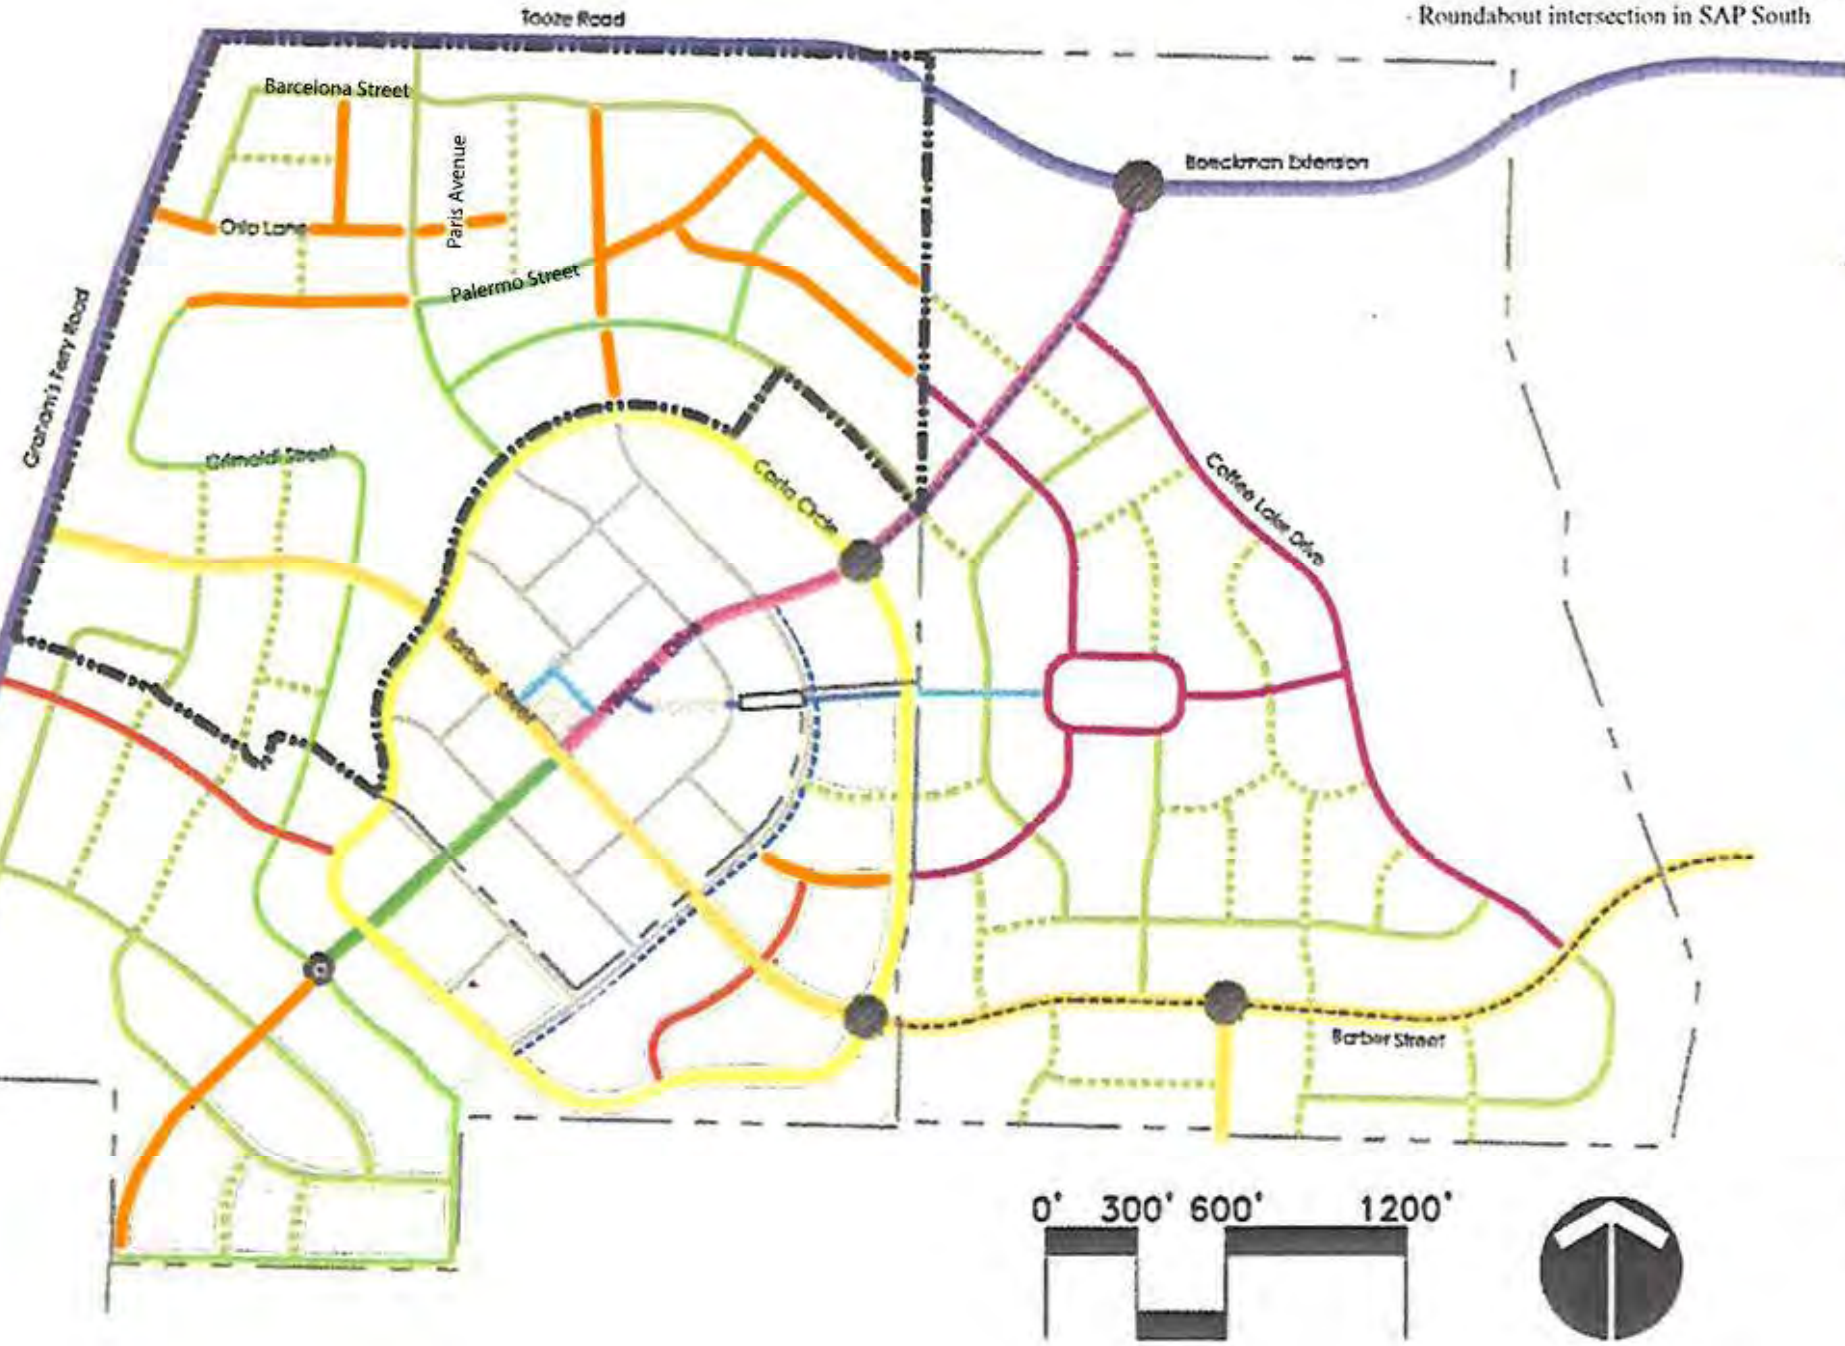 Tooze Road
- Roundabout intersection in SAP South
Barcelona Street
Paris Avenue
Boeckman Extension
Oslo Lane
Palermo Street
Graham's Ferry Road
Grimaldi Street
Costa Circle
Coffee Lake Drive
Barber Street
Drive
Barber Street
0' 300' 600' 1200'